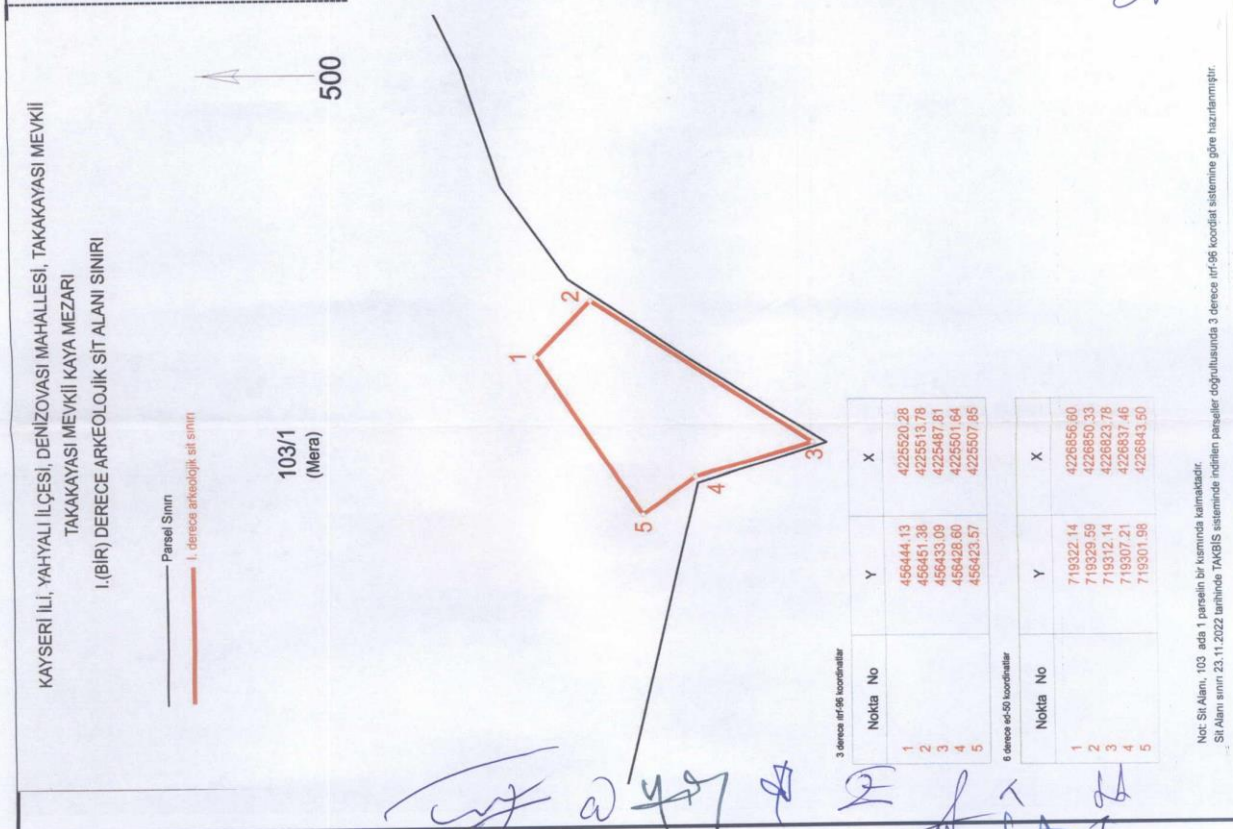 KAYSERİ İLİ, YAHYALI İLÇESİ, DENİZOVASI MAHALLESİ, TAKAKAYASI MEVKİİ
TAKAKAYASI MEVKİİ KAYA MEZARI
I.(BİR) DERECE ARKEOLOJİK SİT ALANI SINIRI
Parsel Sınırı
I. derece arkeolojik sit sınırı
500
103/1
(Mera)
1
2
3
4
5
3 derece itrf-96 koordinatlar
Nokta No Y X
1 456444.13 4225520.28
2 456451.38 4225513.78
3 456433.09 4225487.81
4 456428.60 4225501.64
5 456423.57 4225507.85
6 derece ed-50 koordinatlar
Nokta No Y X
1 719322.14 4226856.60
2 719329.59 4226850.33
3 719312.14 4226823.78
4 719307.21 4226837.46
5 719301.98 4226843.50
Not: Sit Alanı, 103 ada 1 parselin bir kısmında kalmaktadır.
Sit Alanı sınırı 23.11.2022 tarihinde TAKBİS sisteminde indirilen parseller doğrultusunda 3 derece itrf-96 koordiat sistemine göre hazırlanmıştır.